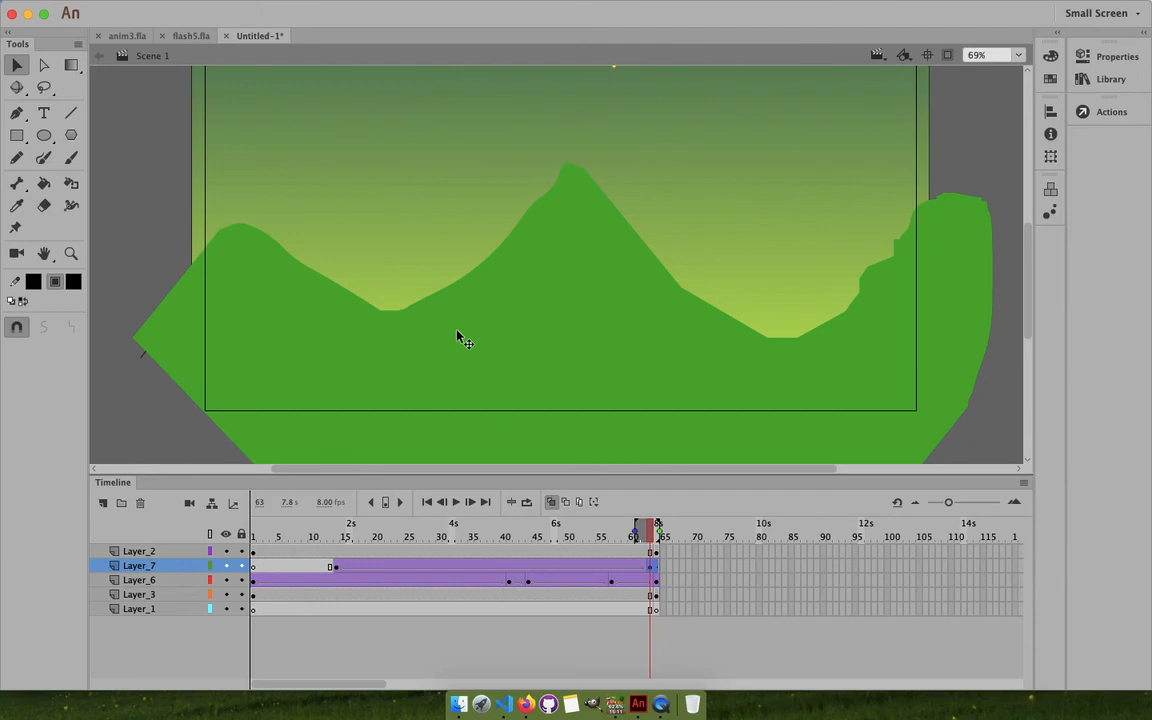 An
Small Screen
Tools
anim3.fla
flash5.fla
Untitled-1*
Scene 1
69%
Properties
Library
Actions
T
Timeline
63
7.8 s
8.00 fps
2s 4s 6s 8s 10s 12s 14s
1 5 10 15 20 25 30 35 40 45 50 55 60 65 70 75 80 85 90 95 100 105 110 115 1
Layer_2
Layer_7
Layer_6
Layer_3
Layer_1
An